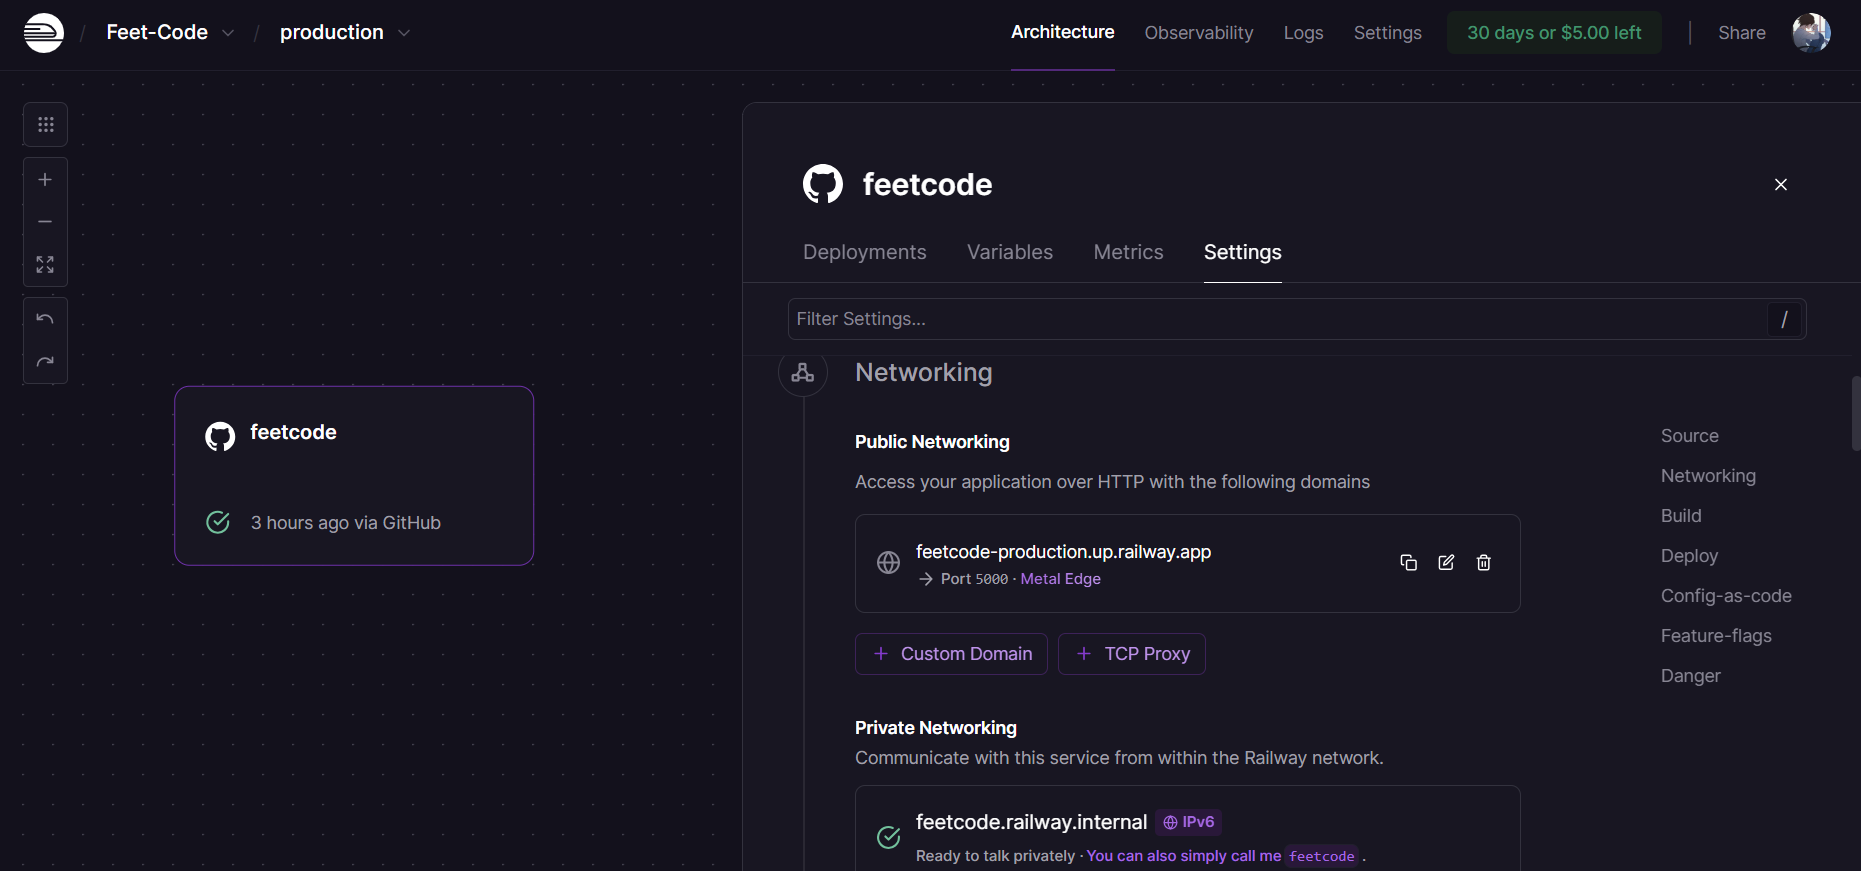 / Feet-Code / production
Architecture Observability Logs Settings 30 days or $5.00 left Share
feetcode
3 hours ago via GitHub
feetcode
Deployments Variables Metrics Settings
Filter Settings... /
Networking
Public Networking
Access your application over HTTP with the following domains
feetcode-production.up.railway.app
Port 5000 · Metal Edge
Custom Domain TCP Proxy
Private Networking
Communicate with this service from within the Railway network.
feetcode.railway.internal IPv6
Ready to talk privately · You can also simply call me feetcode .
Source
Networking
Build
Deploy
Config-as-code
Feature-flags
Danger